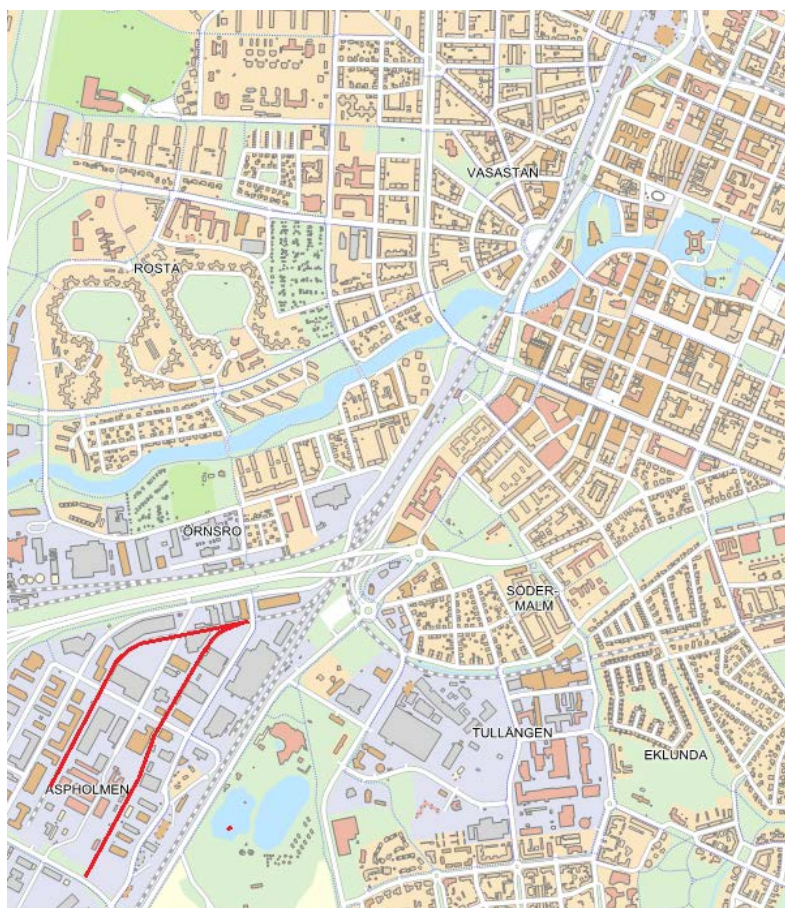 VASASTAN
ROSTA
ÖRNSRO
SÖDER-
MALM
TULLÄNGEN
EKLUNDA
ASPHOLMEN